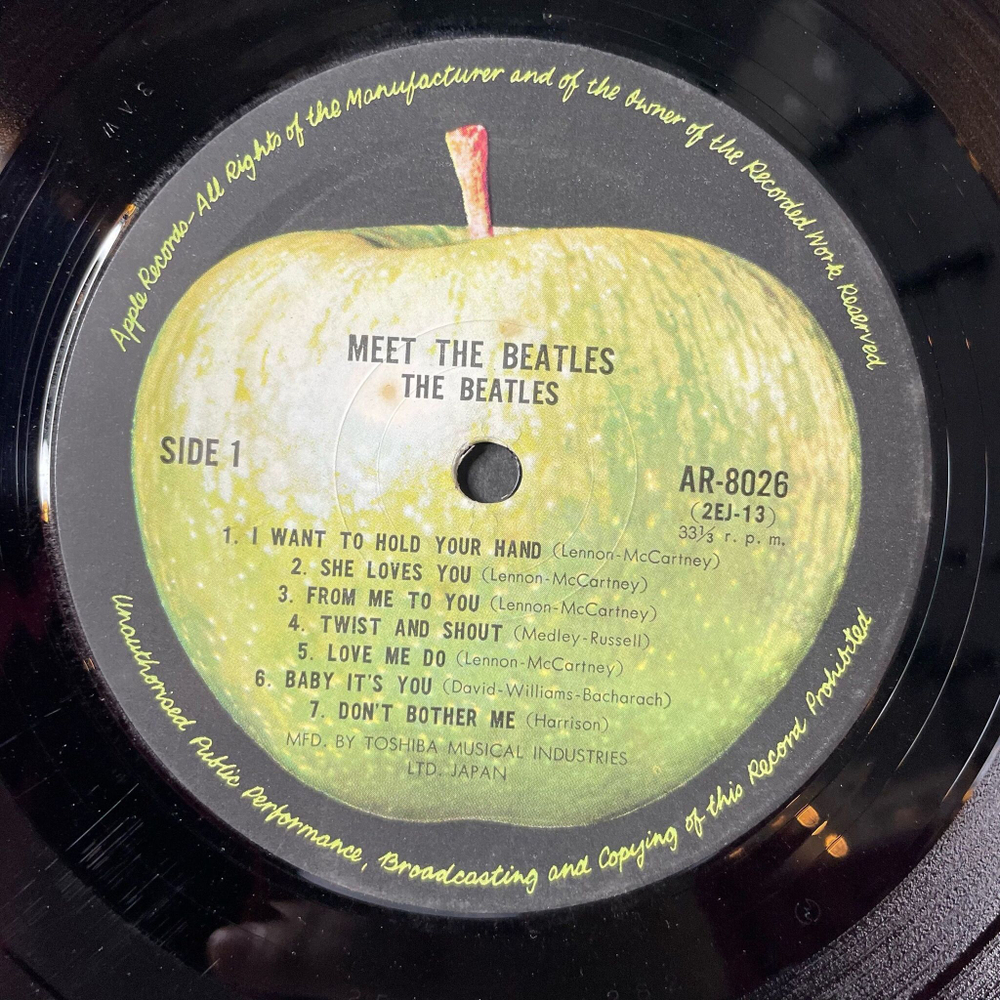 Apple Records-All Rights of the Manufacturer and of the Owner of the Recorded Work Reserved
MEET THE BEATLES
THE BEATLES
SIDE 1
AR-8026
(2EJ-13)
33⅓ r. p. m.
1. I WANT TO HOLD YOUR HAND (Lennon-McCartney)
2. SHE LOVES YOU (Lennon-McCartney)
3. FROM ME TO YOU (Lennon-McCartney)
4. TWIST AND SHOUT (Medley-Russell)
5. LOVE ME DO (Lennon-McCartney)
6. BABY IT'S YOU (David-Williams-Bacharach)
7. DON'T BOTHER ME (Harrison)
MFD. BY TOSHIBA MUSICAL INDUSTRIES
LTD. JAPAN
Unauthorised Public Performance, Broadcasting and Copying of this Record Prohibited